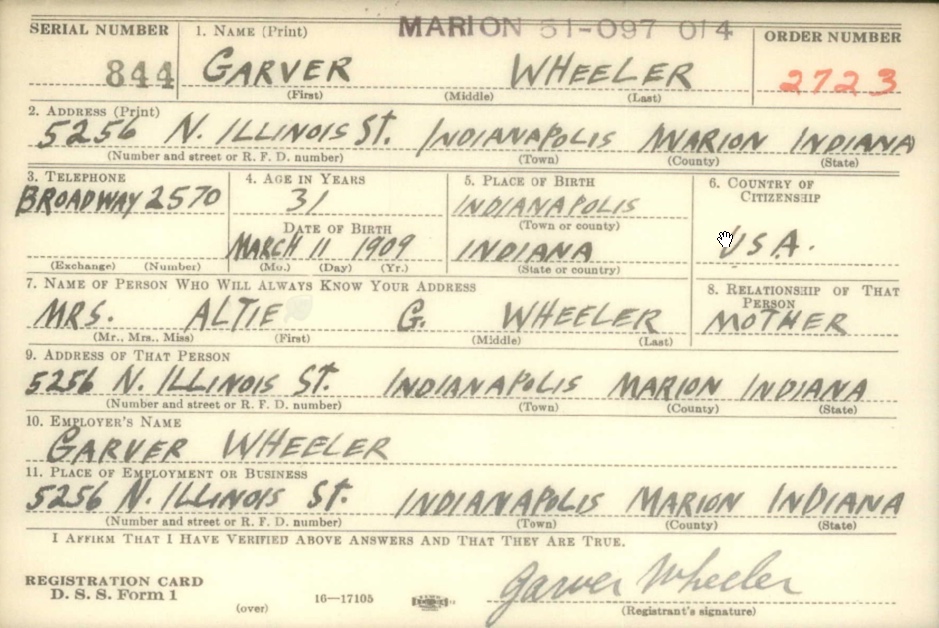 MARION 51-097 014
SERIAL NUMBER 1. NAME (Print) ORDER NUMBER
844 GARVER WHEELER 2723
(First) (Middle) (Last)
2. ADDRESS (Print)
5256 N. ILLINOIS ST. INDIANAPOLIS MARION INDIANA
(Number and street or R. F. D. number) (Town) (County) (State)
3. TELEPHONE 4. AGE IN YEARS 5. PLACE OF BIRTH 6. COUNTRY OF CITIZENSHIP
BROADWAY 2570 31 INDIANAPOLIS
(Town or county)
DATE OF BIRTH
MARCH 11 1909 INDIANA USA.
(Exchange) (Number) (Mo.) (Day) (Yr.) (State or country)
7. NAME OF PERSON WHO WILL ALWAYS KNOW YOUR ADDRESS 8. RELATIONSHIP OF THAT PERSON
MRS. ALTIE G. WHEELER MOTHER
(Mr., Mrs., Miss) (First) (Middle) (Last)
9. ADDRESS OF THAT PERSON
5256 N. ILLINOIS ST. INDIANAPOLIS MARION INDIANA
(Number and street or R. F. D. number) (Town) (County) (State)
10. EMPLOYER'S NAME
GARVER WHEELER
11. PLACE OF EMPLOYMENT OR BUSINESS
5256 N. ILLINOIS ST. INDIANAPOLIS MARION INDIANA
(Number and street or R. F. D. number) (Town) (County) (State)
I AFFIRM THAT I HAVE VERIFIED ABOVE ANSWERS AND THAT THEY ARE TRUE.
REGISTRATION CARD Garver Wheeler
D. S. S. Form 1 (over) 16—17105 (Registrant's signature)